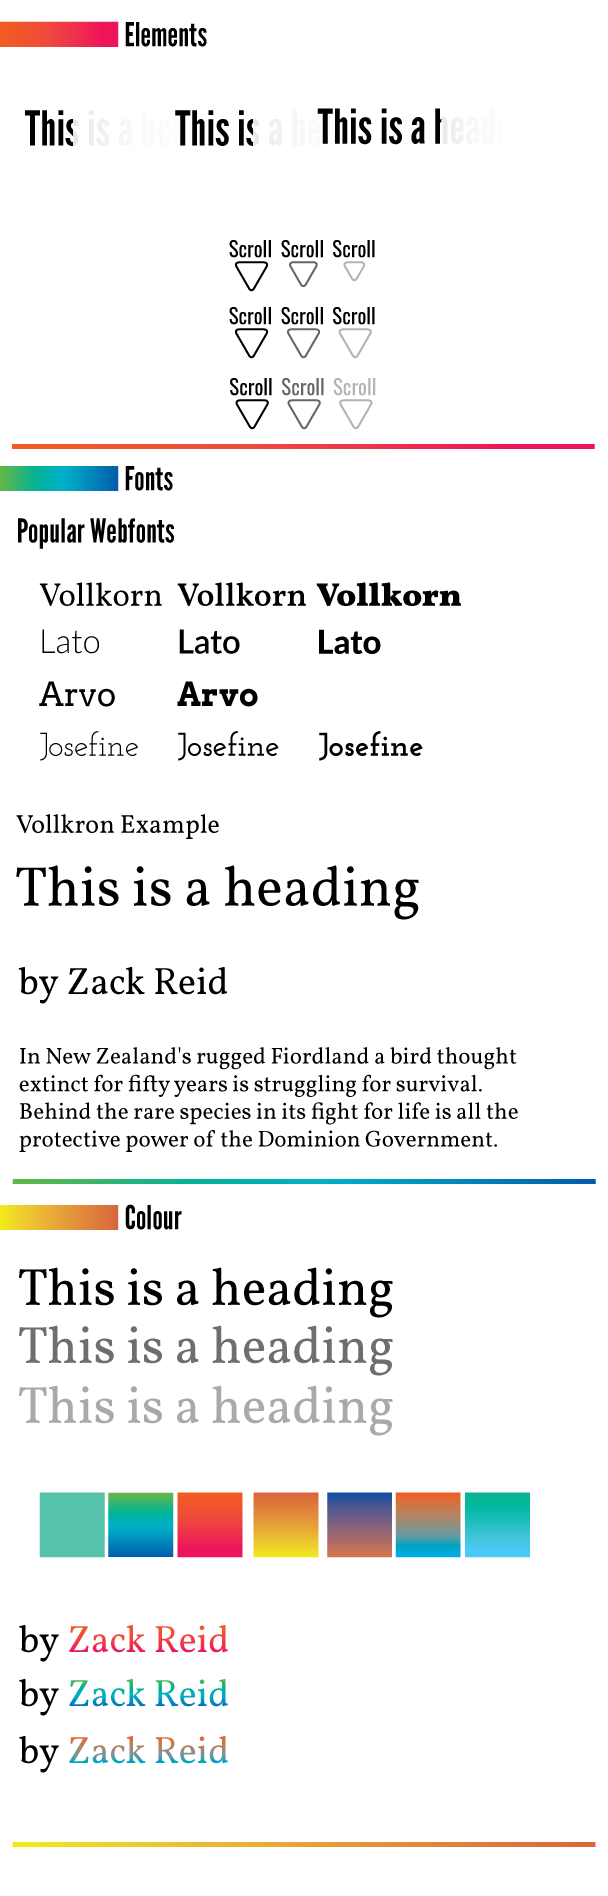 Elements
This is a he This is a he This is a head
Scroll Scroll Scroll
Scroll Scroll Scroll
Scroll Scroll Scroll
Fonts
Popular Webfonts
Vollkorn Vollkorn Vollkorn
Lato Lato Lato
Arvo Arvo
Josefine Josefine Josefine
Vollkron Example
This is a heading
by Zack Reid
In New Zealand's rugged Fiordland a bird thought
extinct for fifty years is struggling for survival.
Behind the rare species in its fight for life is all the
protective power of the Dominion Government.
Colour
This is a heading
This is a heading
This is a heading
by Zack Reid
by Zack Reid
by Zack Reid